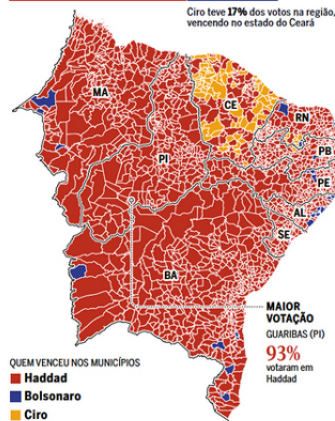 Ciro teve 17% dos votos na região,
vencendo no estado do Ceará
MA
CE
RN
PI
PB
PE
AL
SE
BA
MAIOR
VOTAÇÃO
GUARIBAS (PI)
93%
votaram em
Haddad
QUEM VENCEU NOS MUNICÍPIOS
Haddad
Bolsonaro
Ciro